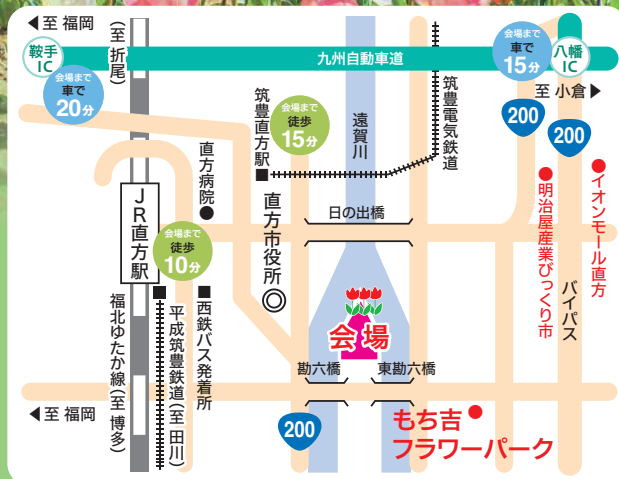 ◀至 福岡
(至 折尾)
鞍手
IC
会場まで
車で
20分
九州自動車道
会場まで
車で
15分
八幡
IC
至 小倉▶
200
200
筑豊電気鉄道
遠賀川
筑豊直方駅
会場まで
徒歩
15分
直方病院
JR直方駅
会場まで
徒歩
10分
直方市役所
日の出橋
明治屋産業びっくり市
イオンモール直方
バイパス
会場
勘六橋
東勘六橋
西鉄バス発着所
平成筑豊鉄道(至 田川)
福北ゆたか線(至 博多)
◀至 福岡
200
もち吉
フラワーパーク